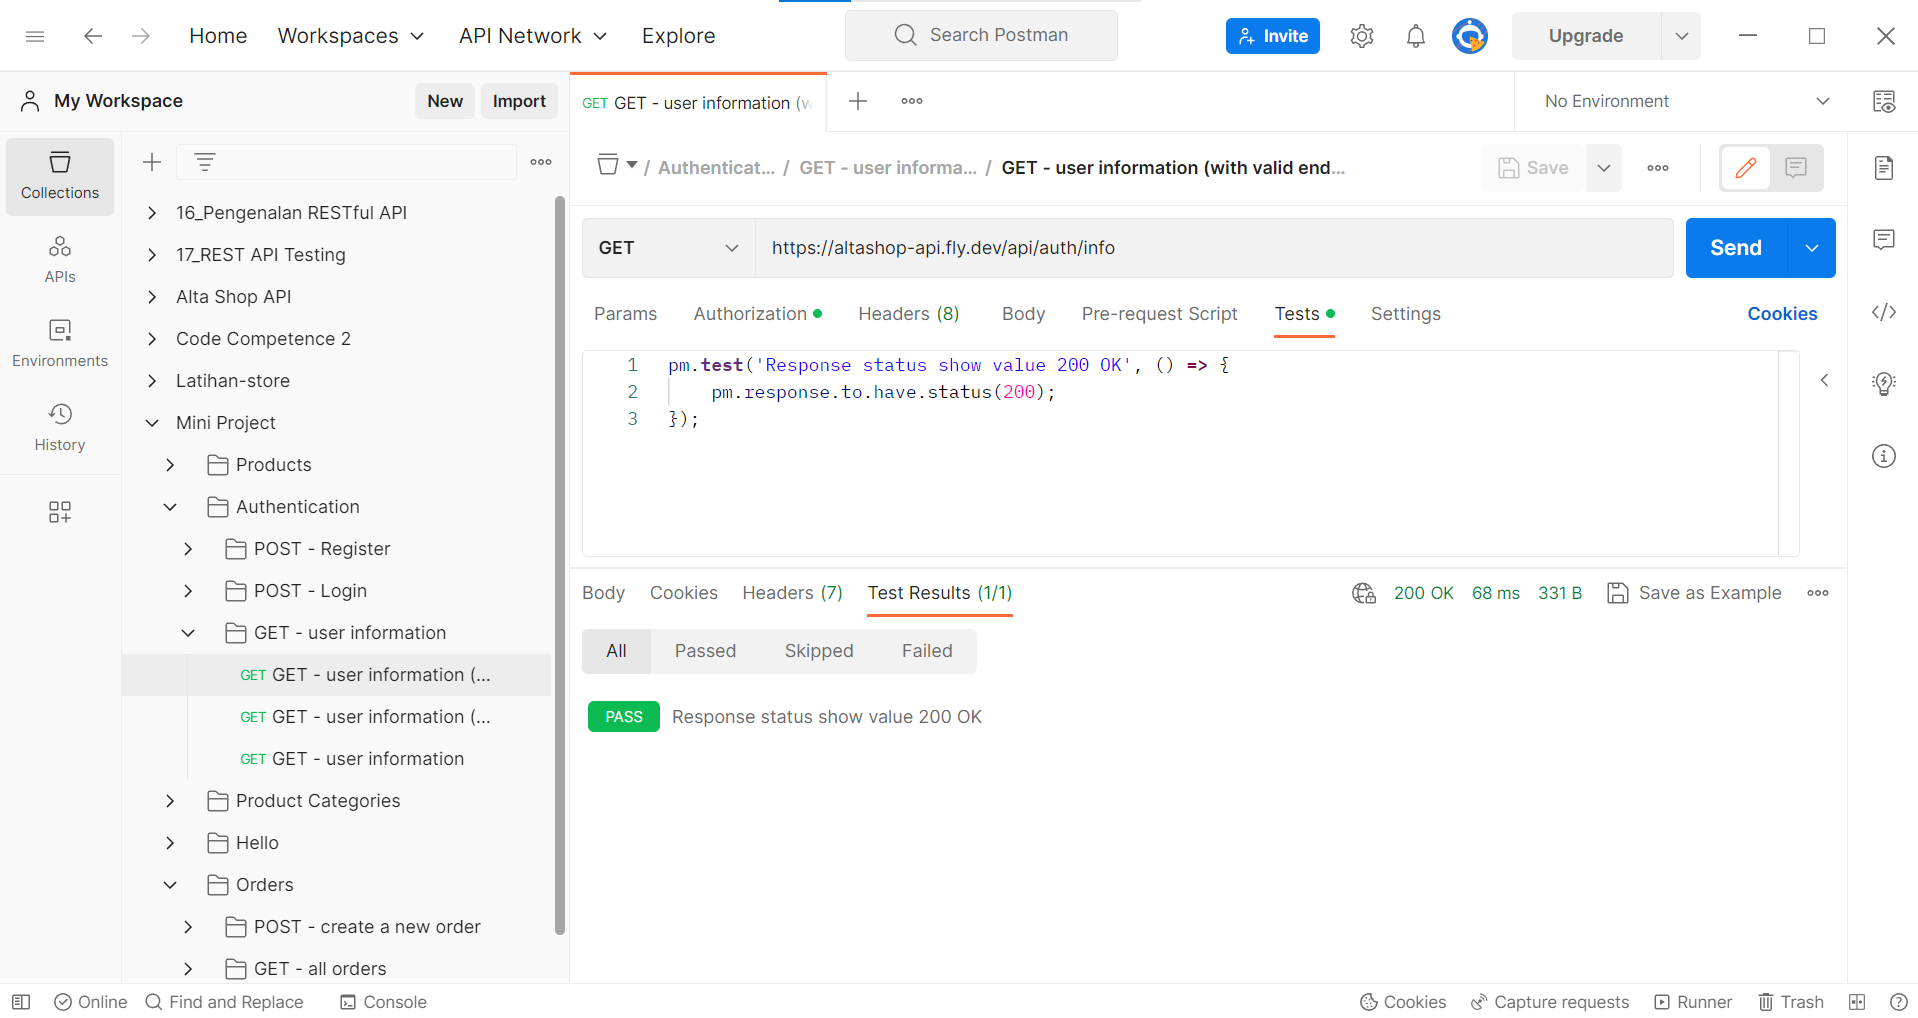 Home Workspaces API Network Explore Search Postman Invite Upgrade
My Workspace New Import
GET GET - user information (w No Environment
Collections
APIs
Environments
History
16_Pengenalan RESTful API
17_REST API Testing
Alta Shop API
Code Competence 2
Latihan-store
Mini Project
Products
Authentication
POST - Register
POST - Login
GET - user information
GET GET - user information (...
GET GET - user information (...
GET GET - user information
Product Categories
Hello
Orders
POST - create a new order
GET - all orders
/ Authenticat... / GET - user informa... / GET - user information (with valid end... Save
GET https://altashop-api.fly.dev/api/auth/info Send
Params Authorization Headers (8) Body Pre-request Script Tests Settings Cookies
1 pm.test('Response status show value 200 OK', () => {
2 pm.response.to.have.status(200);
3 });
Body Cookies Headers (7) Test Results (1/1) 200 OK 68 ms 331 B Save as Example
All Passed Skipped Failed
PASS Response status show value 200 OK
Online Find and Replace Console Cookies Capture requests Runner Trash